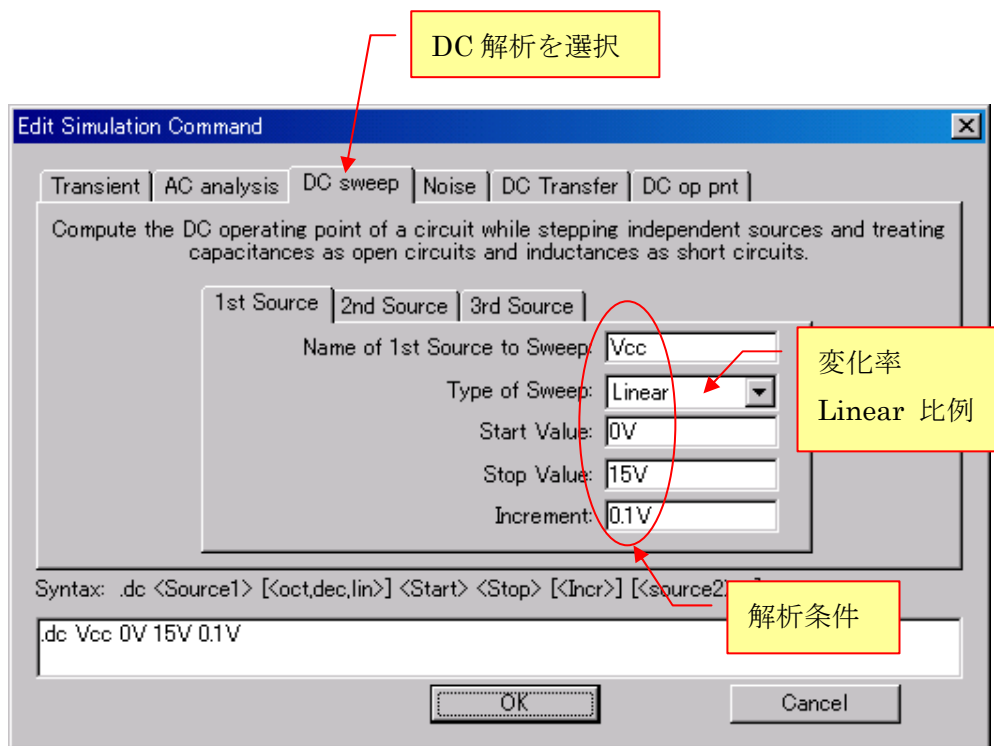 DC 解析を選択
Edit Simulation Command
Transient AC analysis DC sweep Noise DC Transfer DC op pnt
Compute the DC operating point of a circuit while stepping independent sources and treating
capacitances as open circuits and inductances as short circuits.
1st Source 2nd Source 3rd Source
Name of 1st Source to Sweep: Vcc
Type of Sweep: Linear
Start Value: 0V
Stop Value: 15V
Increment: 0.1V
変化率
Linear 比例
Syntax: .dc <Source1> [<oct,dec,lin>] <Start> <Stop> [<Incr>] [<source2>
解析条件
.dc Vcc 0V 15V 0.1V
OK Cancel